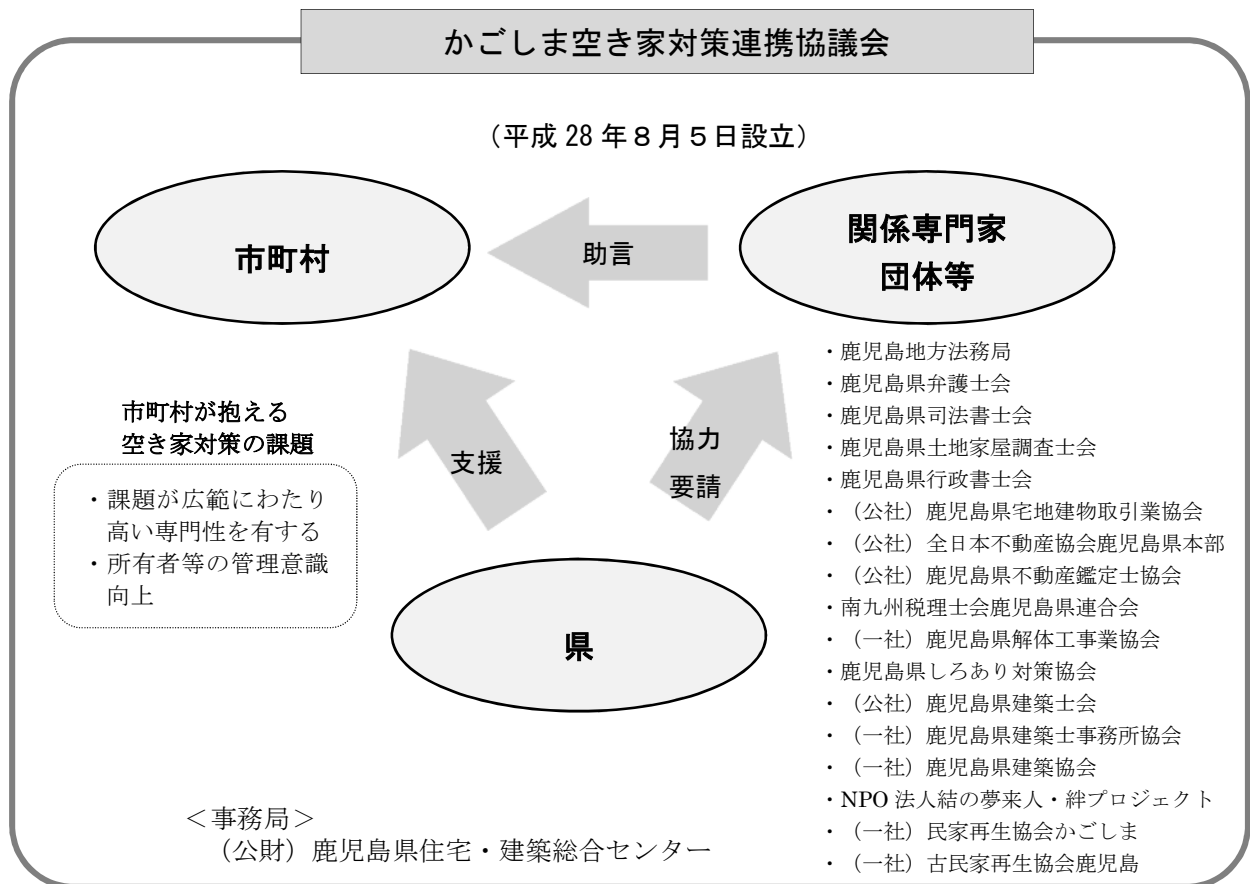 かごしま空き家対策連携協議会
（平成 28 年８月５日設立）
市町村
助言
関係専門家
団体等
市町村が抱える
空き家対策の課題
・課題が広範にわたり
高い専門性を有する
・所有者等の管理意識
向上
支援
協力
要請
県
・鹿児島地方法務局
・鹿児島県弁護士会
・鹿児島県司法書士会
・鹿児島県土地家屋調査士会
・鹿児島県行政書士会
・（公社）鹿児島県宅地建物取引業協会
・（公社）全日本不動産協会鹿児島県本部
・（公社）鹿児島県不動産鑑定士協会
・南九州税理士会鹿児島県連合会
・（一社）鹿児島県解体工事業協会
・鹿児島県しろあり対策協会
・（公社）鹿児島県建築士会
・（一社）鹿児島県建築士事務所協会
・（一社）鹿児島県建築協会
・NPO 法人結の夢来人・絆プロジェクト
・（一社）民家再生協会かごしま
・（一社）古民家再生協会鹿児島
＜事務局＞
（公財）鹿児島県住宅・建築総合センター